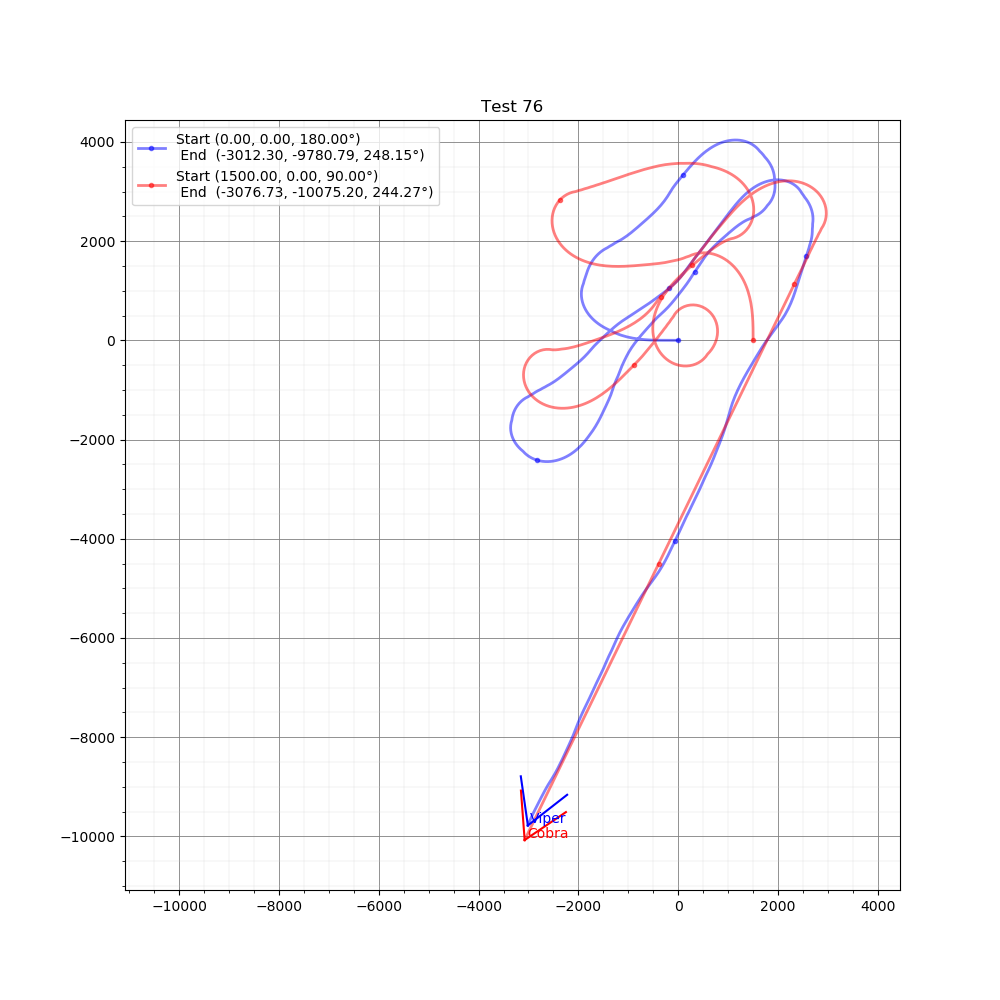 Test 76
Start (0.00, 0.00, 180.00°)
End (-3012.30, -9780.79, 248.15°)
Start (1500.00, 0.00, 90.00°)
End (-3076.73, -10075.20, 244.27°)
4000
2000
0
−2000
−4000
−6000
−8000
−10000
Viper
Cobra
−10000 −8000 −6000 −4000 −2000 0 2000 4000